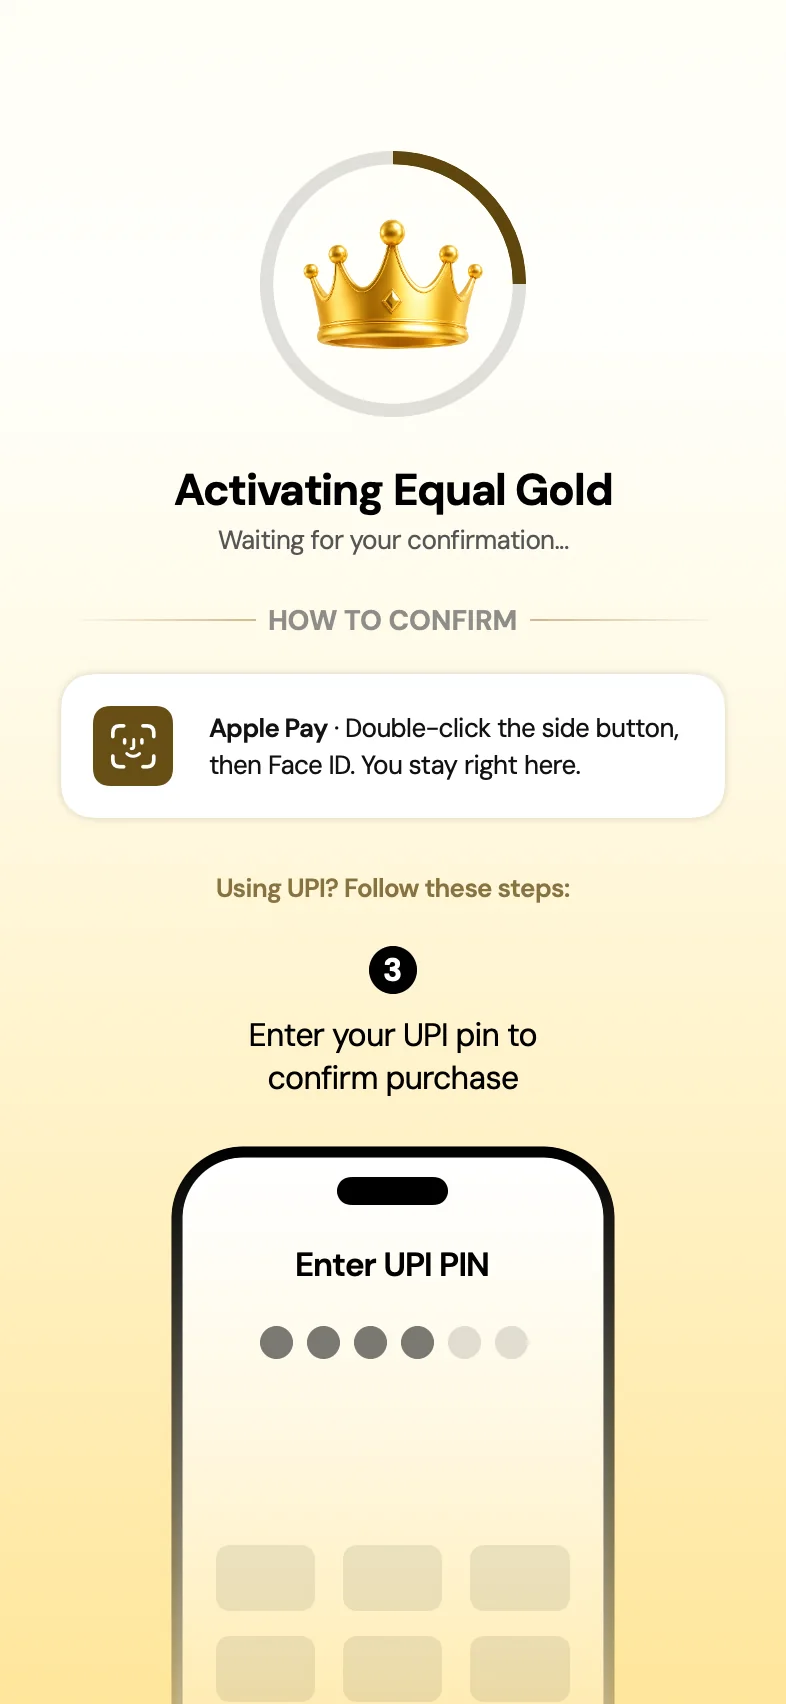 Activating Equal Gold
Waiting for your confirmation...
HOW TO CONFIRM
Apple Pay · Double-click the side button,
then Face ID. You stay right here.
Using UPI? Follow these steps:
3
Enter your UPI pin to
confirm purchase
Enter UPI PIN